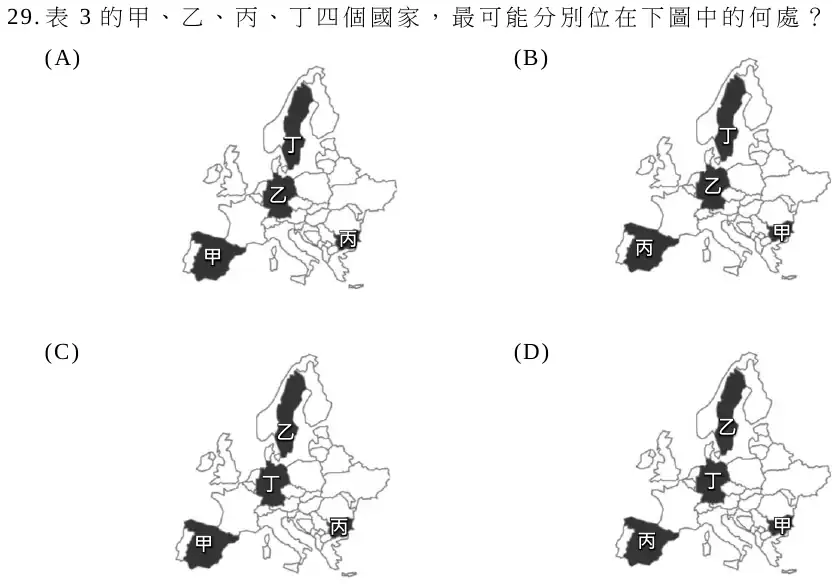 29.表 3 的甲、乙、丙、丁四個國家，最可能分別位在下圖中的何處？
(A)
(B)
丁
乙
丙
甲
丁
乙
甲
丙
(C)
(D)
乙
丁
丙
甲
乙
丁
甲
丙